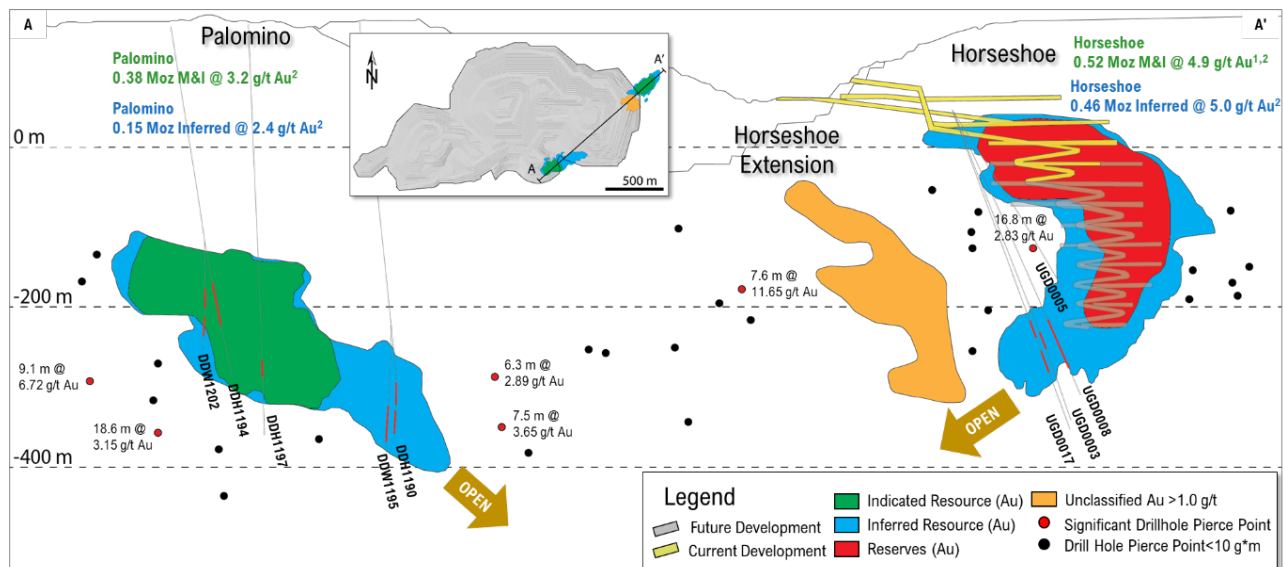 A
A'
Palomino
Palomino
0.38 Moz M&I @ 3.2 g/t Au²
Palomino
0.15 Moz Inferred @ 2.4 g/t Au²
N
A'
A
500 m
Horseshoe
Horseshoe
0.52 Moz M&I @ 4.9 g/t Au¹,²
Horseshoe
0.46 Moz Inferred @ 5.0 g/t Au²
Horseshoe
Extension
0 m
-200 m
-400 m
16.8 m @
2.83 g/t Au
7.6 m @
11.65 g/t Au
9.1 m @
6.72 g/t Au
18.6 m @
3.15 g/t Au
6.3 m @
2.89 g/t Au
7.5 m @
3.65 g/t Au
DDW1202
DDH1194
DDH1197
DDW1195
DDH1190
UGD0005
UGD0017
UGD0003
UGD0008
OPEN
OPEN
Legend
Future Development
Current Development
Indicated Resource (Au)
Inferred Resource (Au)
Reserves (Au)
Unclassified Au >1.0 g/t
Significant Drillhole Pierce Point
Drill Hole Pierce Point<10 g*m